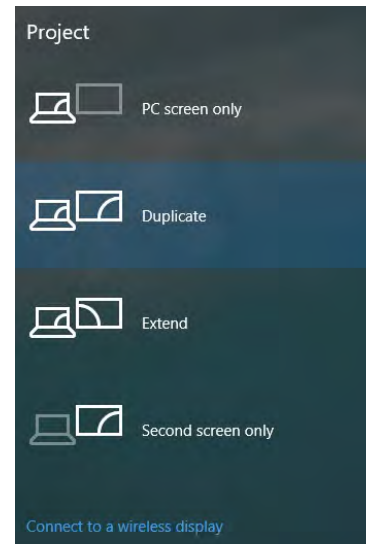 Project
PC screen only
Duplicate
Extend
Second screen only
Connect to a wireless display